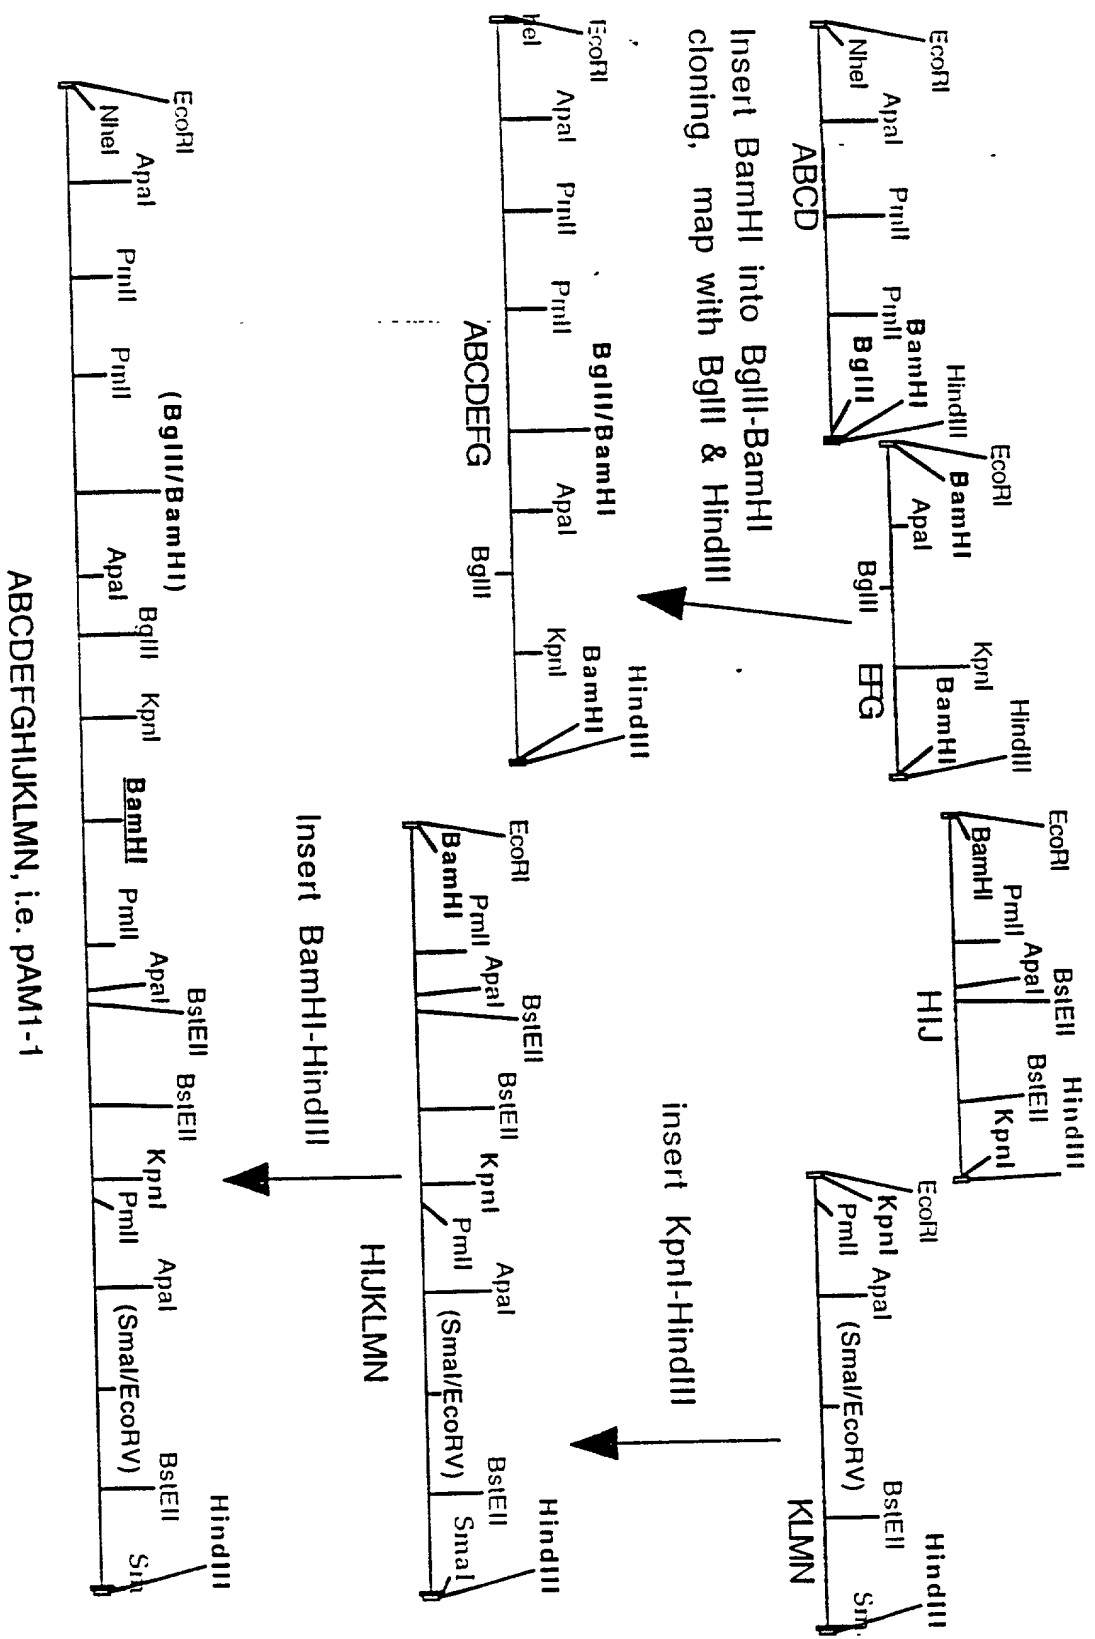 EcoRI
NheI
ApaI
PmlI
PmlI
BamHI
BglII
HindIII
ABCD
EcoRI
BamHI
ApaI
BglII
KpnI
BamHI
HindIII
EFG
EcoRI
BamHI
PmlI
ApaI
BstEII
BstEII
HindIII
KpnI
HIJ
EcoRI
KpnI
PmlI
ApaI
(SmaI/EcoRV)
BstEII
HindIII
KLMN
Insert BamHI into BglII-BamHI
cloning, map with BglII & HindIII
insert KpnI-HindIII
EcoRI
ApaI
PmlI
PmlI
BglII/BamHI
ApaI
BglII
KpnI
BamHI
HindIII
ABCDEFG
EcoRI
BamHI
PmlI
ApaI
BstEII
BstEII
KpnI
PmlI
ApaI
(SmaI/EcoRV)
BstEII
SmaI
HindIII
HIJKLMN
Insert BamHI-HindIII
EcoRI
NheI
ApaI
PmlI
PmlI
(BglII/BamHI)
ApaI
BglII
KpnI
BamHI
PmlI
ApaI
BstEII
BstEII
KpnI
PmlI
ApaI
(SmaI/EcoRV)
BstEII
HindIII
ABCDEFGHIJKLMN, i.e. pAM1-1